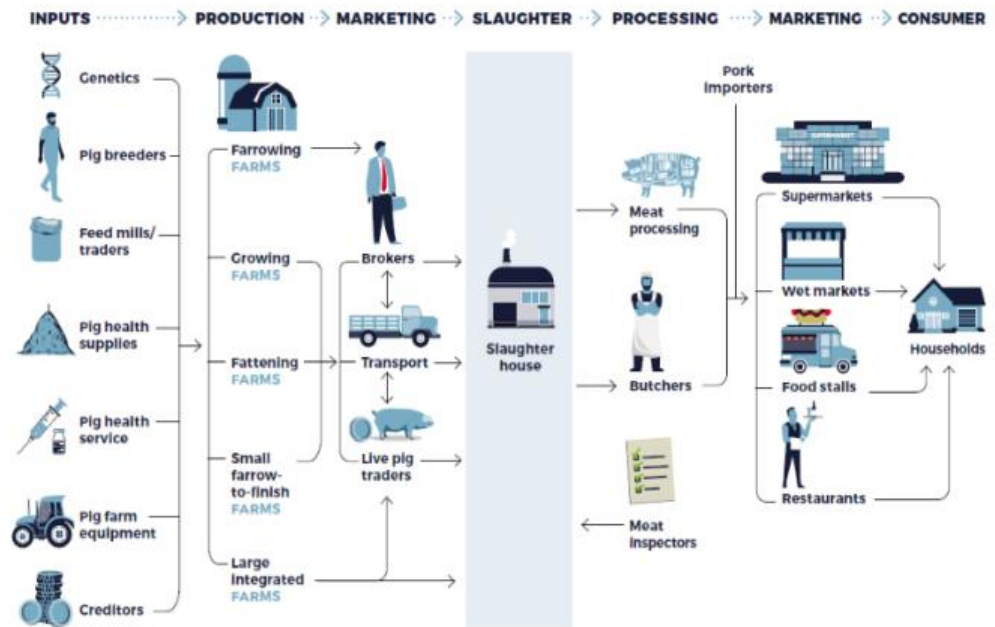 INPUTS PRODUCTION MARKETING SLAUGHTER PROCESSING MARKETING CONSUMER
Genetics
Pig breeders
Feed mills/
traders
Pig health
supplies
Pig health
service
Pig farm
equipment
Creditors
Farrowing
FARMS
Growing
FARMS
Fattening
FARMS
Small
farrow-
to-finish
FARMS
Large
integrated
FARMS
Brokers
Transport
Live pig
traders
Slaughter
house
Meat
processing
Butchers
Meat
inspectors
Pork
importers
SUPERMARKET
Supermarkets
Wet markets
Food stalls
Restaurants
Households